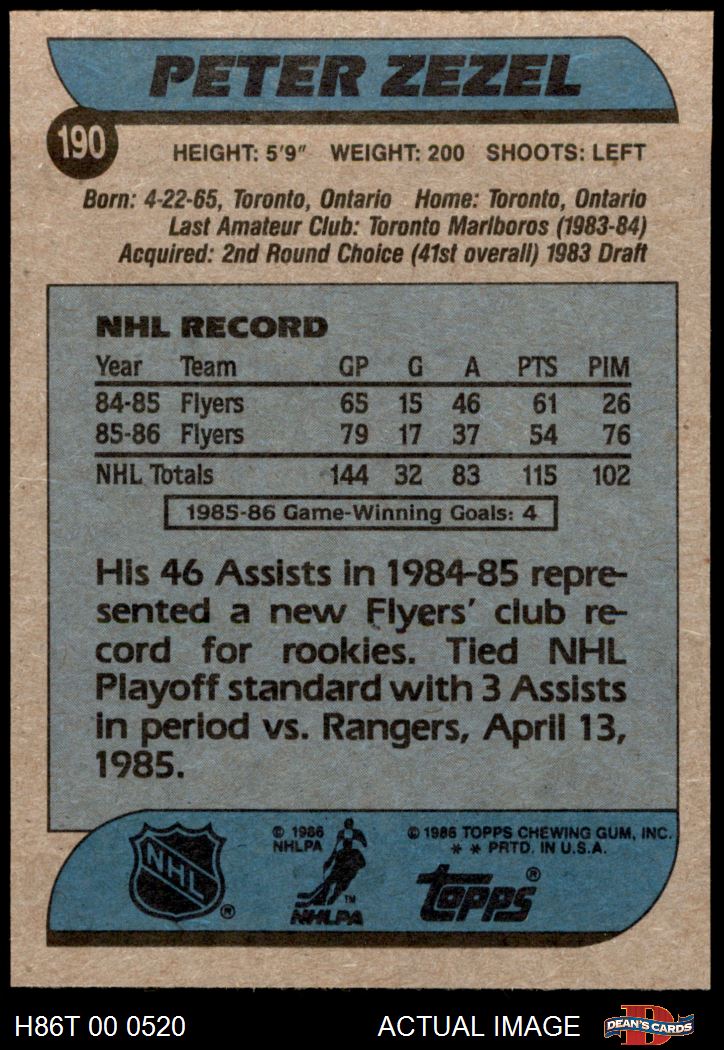 PETER ZEZEL
190
HEIGHT: 5'9" WEIGHT: 200 SHOOTS: LEFT
Born: 4-22-65, Toronto, Ontario Home: Toronto, Ontario
Last Amateur Club: Toronto Marlboros (1983-84)
Acquired: 2nd Round Choice (41st overall) 1983 Draft
NHL RECORD
Year Team GP G A PTS PIM
84-85 Flyers 65 15 46 61 26
85-86 Flyers 79 17 37 54 76
NHL Totals 144 32 83 115 102
1985-86 Game-Winning Goals: 4
His 46 Assists in 1984-85 repre-
sented a new Flyers' club re-
cord for rookies. Tied NHL
Playoff standard with 3 Assists
in period vs. Rangers, April 13,
1985.
NHL ®
© 1986
NHLPA
TM
NHLPA
© 1986 TOPPS CHEWING GUM, INC.
* * PRTD. IN U.S.A.
topps ®
H86T 00 0520 ACTUAL IMAGE
D
DEAN'S CARDS